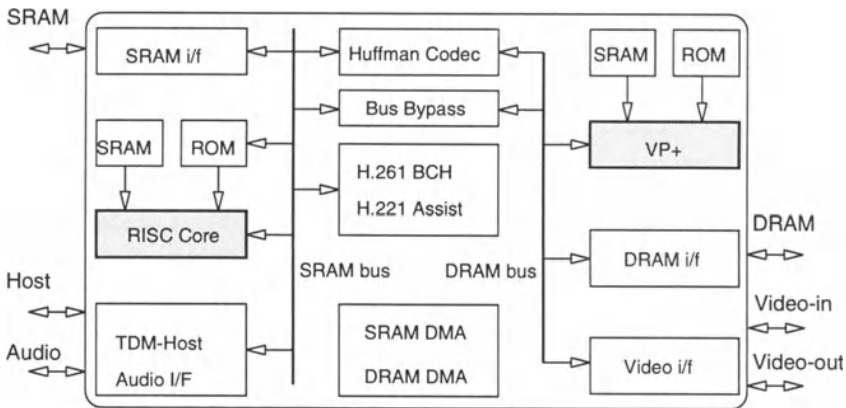 SRAM
SRAM i/f
Huffman Codec
SRAM
ROM
Bus Bypass
SRAM
ROM
VP+
H.261 BCH
H.221 Assist
RISC Core
DRAM
SRAM bus
DRAM bus
DRAM i/f
Host
Video-in
TDM-Host
SRAM DMA
Audio
Video i/f
Video-out
Audio I/F
DRAM DMA